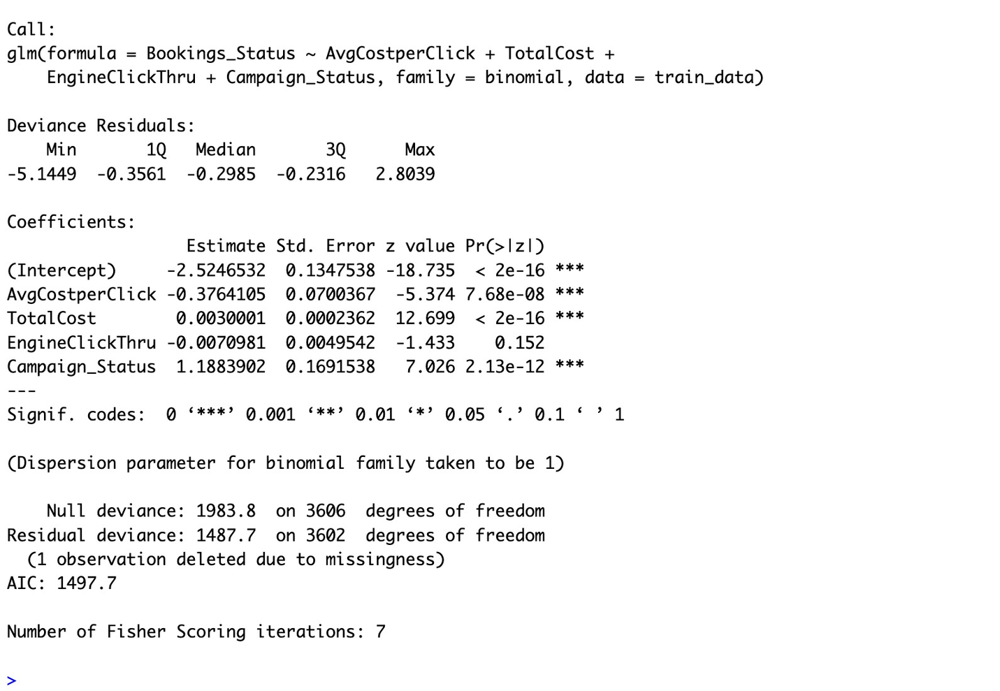 Call:
glm(formula = Bookings_Status ~ AvgCostperClick + TotalCost +
    EngineClickThru + Campaign_Status, family = binomial, data = train_data)
Deviance Residuals:
    Min       1Q   Median       3Q      Max
-5.1449  -0.3561  -0.2985  -0.2316   2.8039
Coefficients:
                  Estimate Std. Error z value Pr(>|z|)
(Intercept)     -2.5246532  0.1347538 -18.735  < 2e-16 ***
AvgCostperClick -0.3764105  0.0700367  -5.374 7.68e-08 ***
TotalCost        0.0030001  0.0002362  12.699  < 2e-16 ***
EngineClickThru -0.0070981  0.0049542  -1.433    0.152
Campaign_Status  1.1883902  0.1691538   7.026 2.13e-12 ***
---
Signif. codes:  0 ‘***’ 0.001 ‘**’ 0.01 ‘*’ 0.05 ‘.’ 0.1 ‘ ’ 1
(Dispersion parameter for binomial family taken to be 1)
    Null deviance: 1983.8  on 3606  degrees of freedom
Residual deviance: 1487.7  on 3602  degrees of freedom
  (1 observation deleted due to missingness)
AIC: 1497.7
Number of Fisher Scoring iterations: 7
>